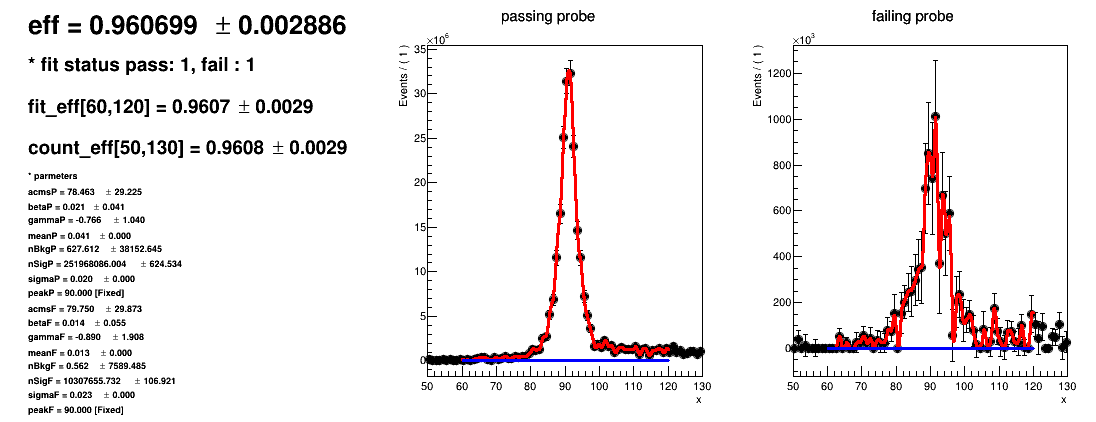 eff = 0.960699 ± 0.002886
* fit status pass: 1, fail : 1
fit_eff[60,120] = 0.9607 ± 0.0029
count_eff[50,130] = 0.9608 ± 0.0029
* parmeters
acmsP = 78.463 ± 29.225
betaP = 0.021 ± 0.041
gammaP = -0.766 ± 1.040
meanP = 0.041 ± 0.000
nBkgP = 627.612 ± 38152.645
nSigP = 251968086.004 ± 624.534
sigmaP = 0.020 ± 0.000
peakP = 90.000 [Fixed]
acmsF = 79.750 ± 29.873
betaF = 0.014 ± 0.055
gammaF = -0.890 ± 1.908
meanF = 0.013 ± 0.000
nBkgF = 0.562 ± 7589.485
nSigF = 10307655.732 ± 106.921
sigmaF = 0.023 ± 0.000
peakF = 90.000 [Fixed]
passing probe
×10⁶
Events / ( 1 )
35
30
25
20
15
10
5
0
50 60 70 80 90 100 110 120 130
x
failing probe
×10³
Events / ( 1 )
1200
1000
800
600
400
200
0
50 60 70 80 90 100 110 120 130
x